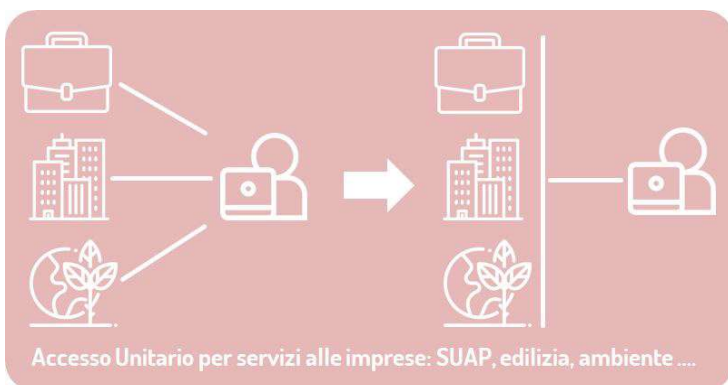 Accesso Unitario per servizi alle imprese: SUAP, edilizia, ambiente ....